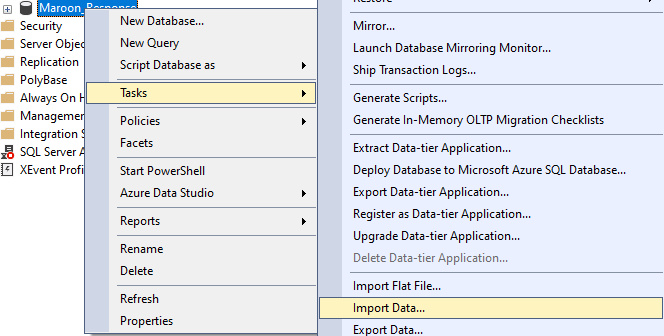 Maroon_Response
Security
Server Objec
Replication
PolyBase
Always On H
Management
Integration S
SQL Server A
XEvent Profi
New Database...
New Query
Script Database as
Tasks
Policies
Facets
Start PowerShell
Azure Data Studio
Reports
Rename
Delete
Refresh
Properties
Restore
Mirror...
Launch Database Mirroring Monitor...
Ship Transaction Logs...
Generate Scripts...
Generate In-Memory OLTP Migration Checklists
Extract Data-tier Application...
Deploy Database to Microsoft Azure SQL Database...
Export Data-tier Application...
Register as Data-tier Application...
Upgrade Data-tier Application...
Delete Data-tier Application...
Import Flat File...
Import Data...
Export Data...